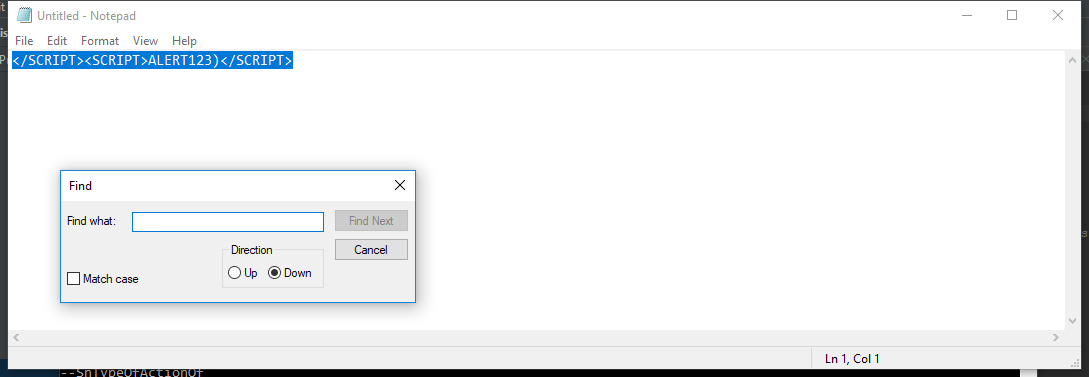 Untitled - Notepad
File Edit Format View Help
</SCRIPT><SCRIPT>ALERT123)</SCRIPT>
Find
Find what:
Find Next
Direction
Cancel
Up Down
Match case
Ln 1, Col 1
--ShTypeOfActionOf